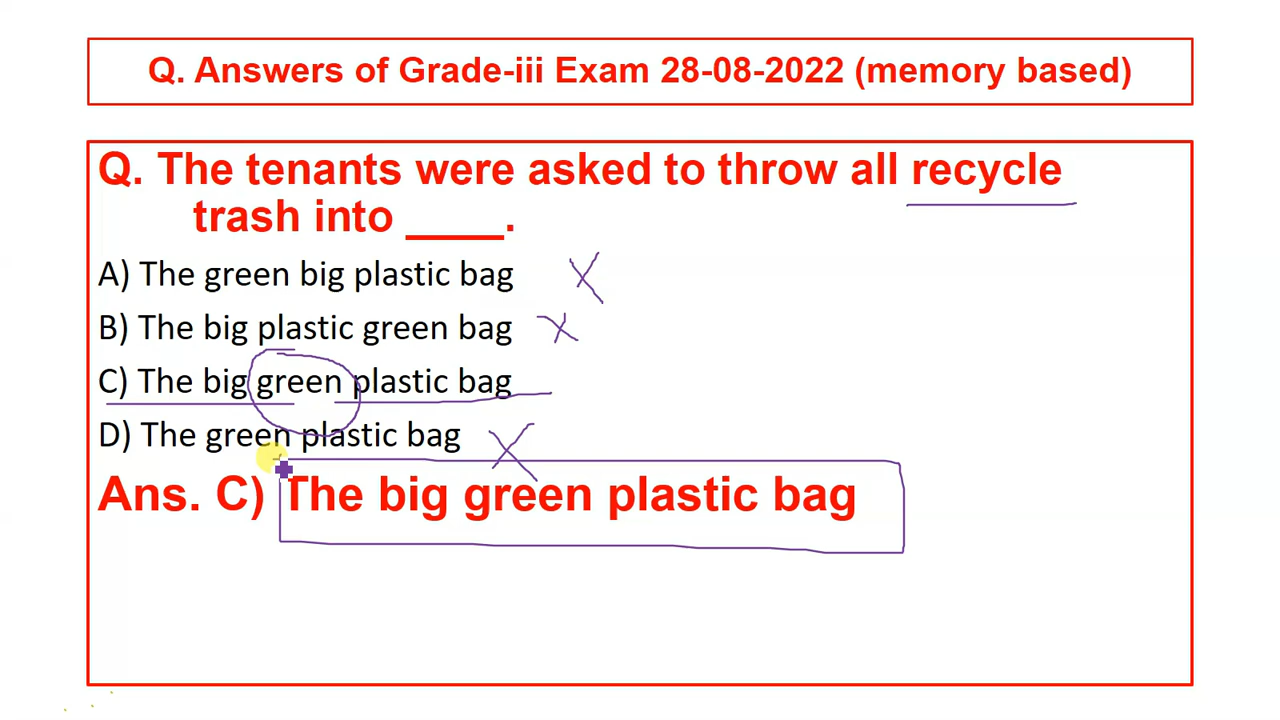 Q. Answers of Grade-iii Exam 28-08-2022 (memory based)
Q. The tenants were asked to throw all recycle
trash into ____.
A) The green big plastic bag
B) The big plastic green bag
C) The big green plastic bag
D) The green plastic bag
Ans. C) The big green plastic bag